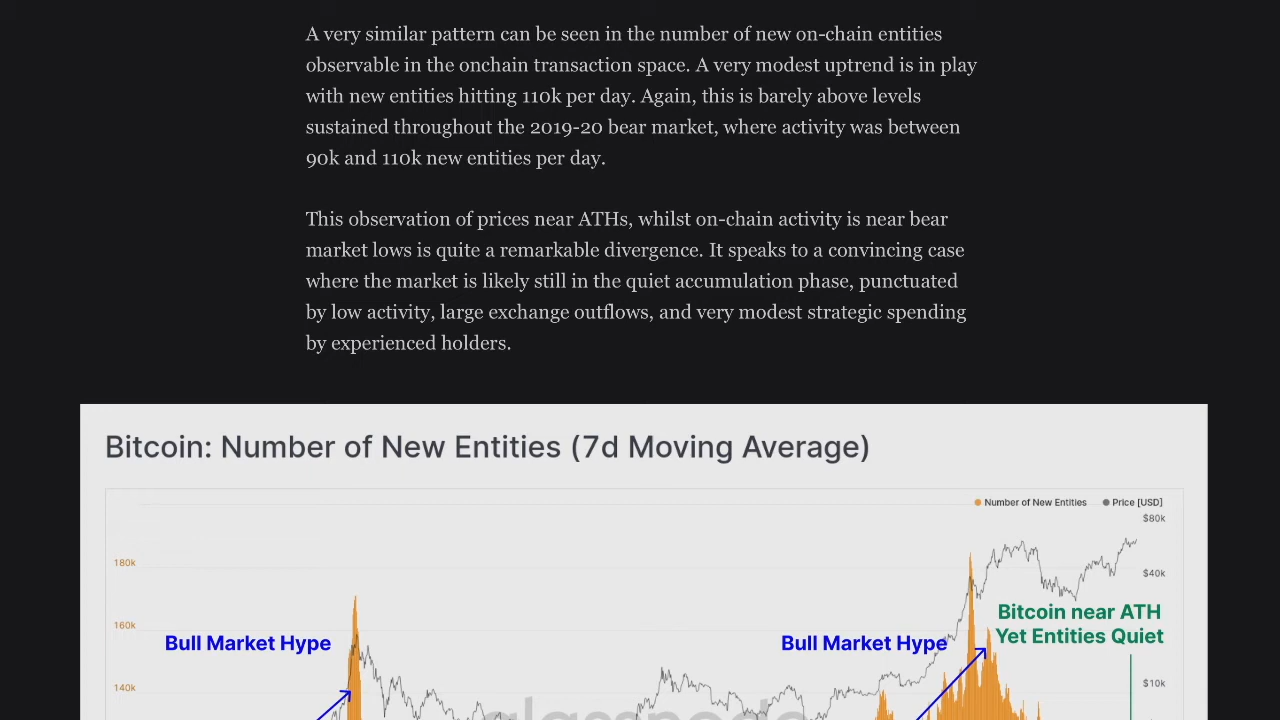 A very similar pattern can be seen in the number of new on-chain entities
observable in the onchain transaction space. A very modest uptrend is in play
with new entities hitting 110k per day. Again, this is barely above levels
sustained throughout the 2019-20 bear market, where activity was between
90k and 110k new entities per day.
This observation of prices near ATHs, whilst on-chain activity is near bear
market lows is quite a remarkable divergence. It speaks to a convincing case
where the market is likely still in the quiet accumulation phase, punctuated
by low activity, large exchange outflows, and very modest strategic spending
by experienced holders.
Bitcoin: Number of New Entities (7d Moving Average)
Number of New Entities Price [USD]
$80k
180k
$40k
Bitcoin near ATH
160k
Yet Entities Quiet
Bull Market Hype
Bull Market Hype
140k
$10k
glassnode